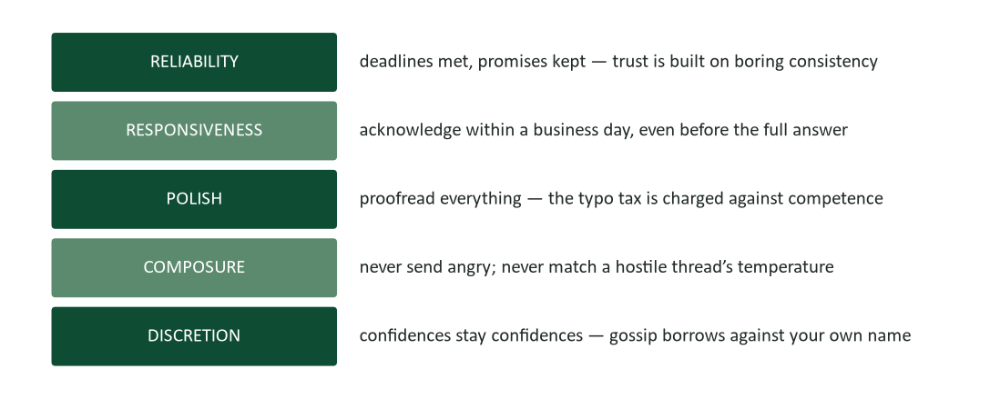 RELIABILITY deadlines met, promises kept — trust is built on boring consistency
RESPONSIVENESS acknowledge within a business day, even before the full answer
POLISH proofread everything — the typo tax is charged against competence
COMPOSURE never send angry; never match a hostile thread’s temperature
DISCRETION confidences stay confidences — gossip borrows against your own name